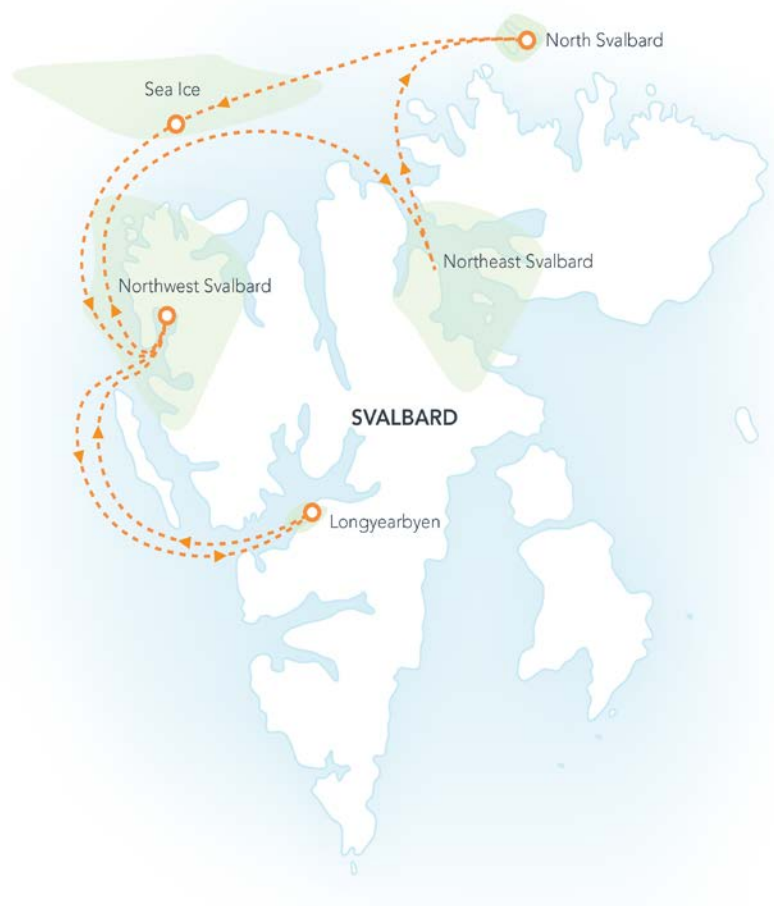 North Svalbard
Sea Ice
Northeast Svalbard
Northwest Svalbard
SVALBARD
Longyearbyen